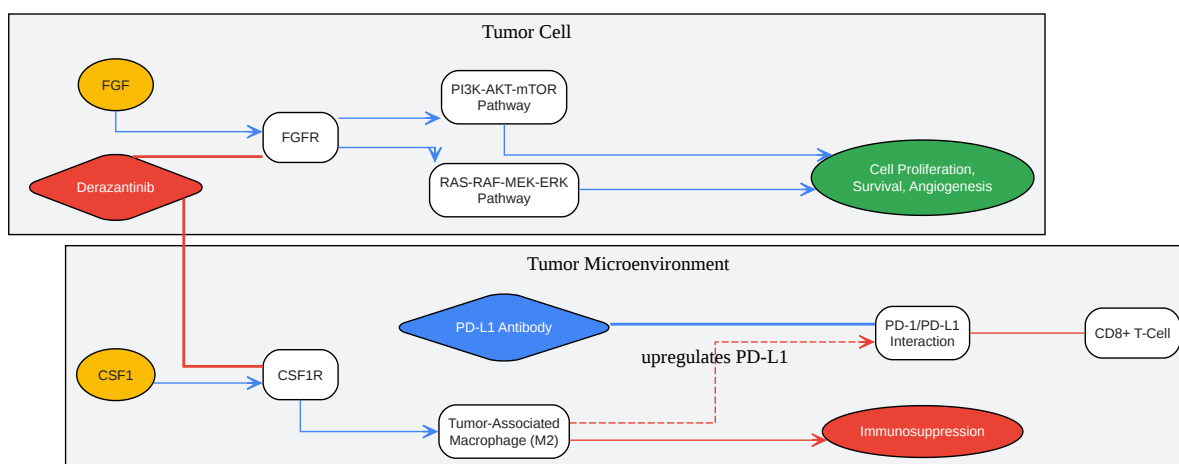 Tumor Cell
FGF
PI3K-AKT-mTOR
Pathway
FGFR
Derazantinib
RAS-RAF-MEK-ERK
Pathway
Cell Proliferation,
Survival, Angiogenesis
Tumor Microenvironment
PD-L1 Antibody
PD-1/PD-L1
Interaction
CD8+ T-Cell
upregulates PD-L1
CSF1
CSF1R
Tumor-Associated
Macrophage (M2)
Immunosuppression